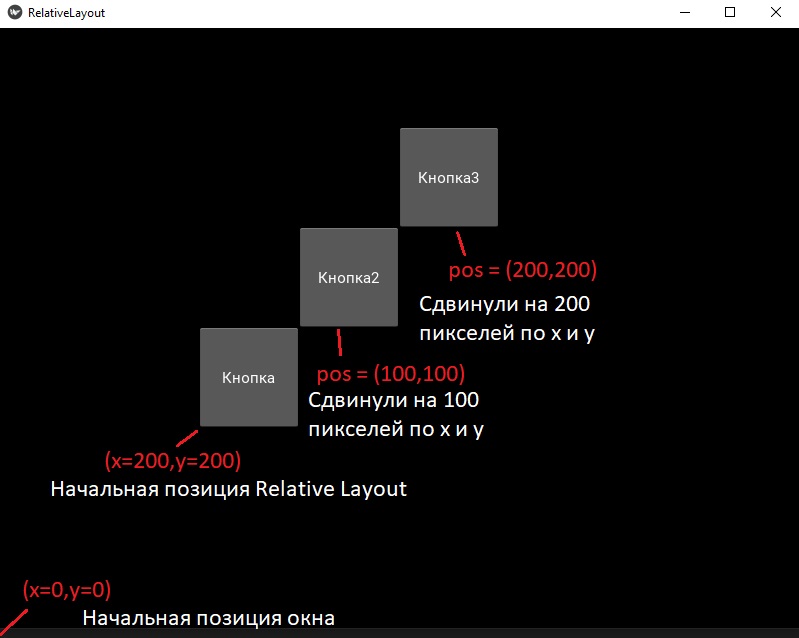 RelativeLayout
Кнопка3
pos = (200,200)
Кнопка2
Сдвинули на 200
пикселей по x и y
pos = (100,100)
Кнопка
Сдвинули на 100
пикселей по x и y
(x=200,y=200)
Начальная позиция Relative Layout
(x=0,y=0)
Начальная позиция окна